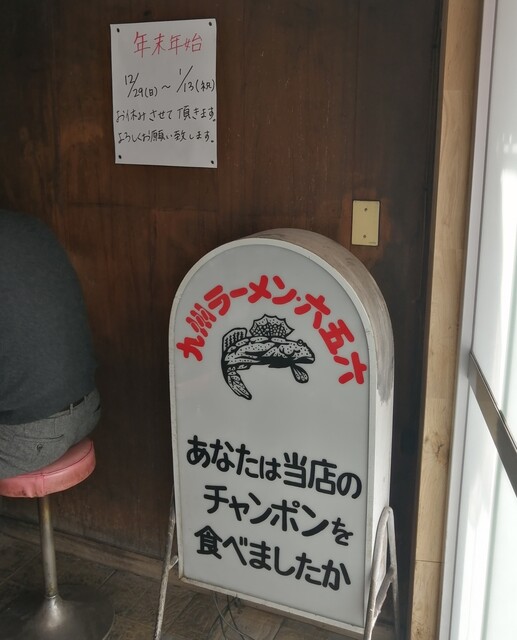 年末年始
12/29(日)～1/13(祝)
お休みさせて頂きます。
よろしくお願い致します。
九州ラーメン・六五六
あなたは当店の
チャンポンを
食べましたか